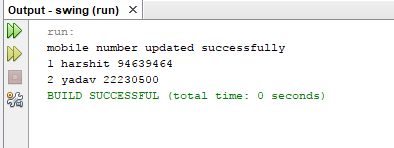 Output - swing (run) ×
run:
mobile number updated successfully
1 harshit 94639464
2 yadav 22230500
BUILD SUCCESSFUL (total time: 0 seconds)